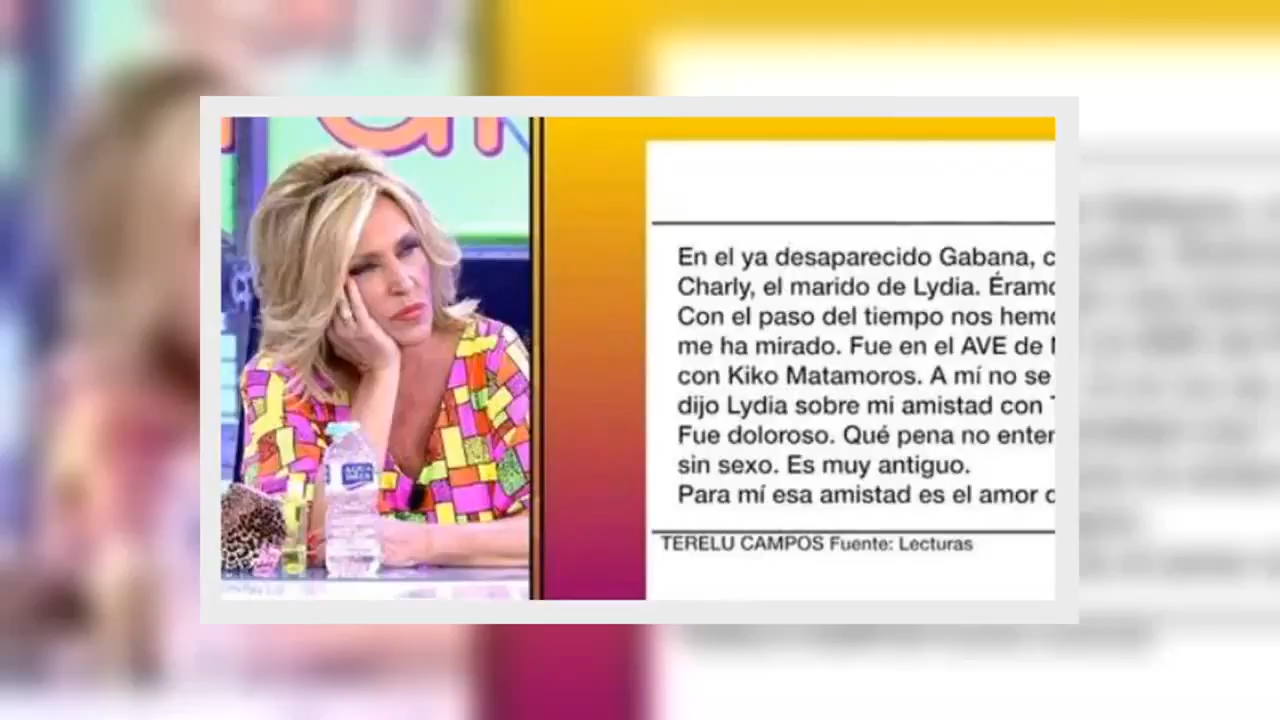 En el ya desaparecido Gabana, c
Charly, el marido de Lydia. Éramo
Con el paso del tiempo nos hemo
me ha mirado. Fue en el AVE de
con Kiko Matamoros. A mí no se
dijo Lydia sobre mi amistad con
Fue doloroso. Qué pena no enter
sin sexo. Es muy antiguo.
Para mí esa amistad es el amor
TERELU CAMPOS Fuente: Lecturas